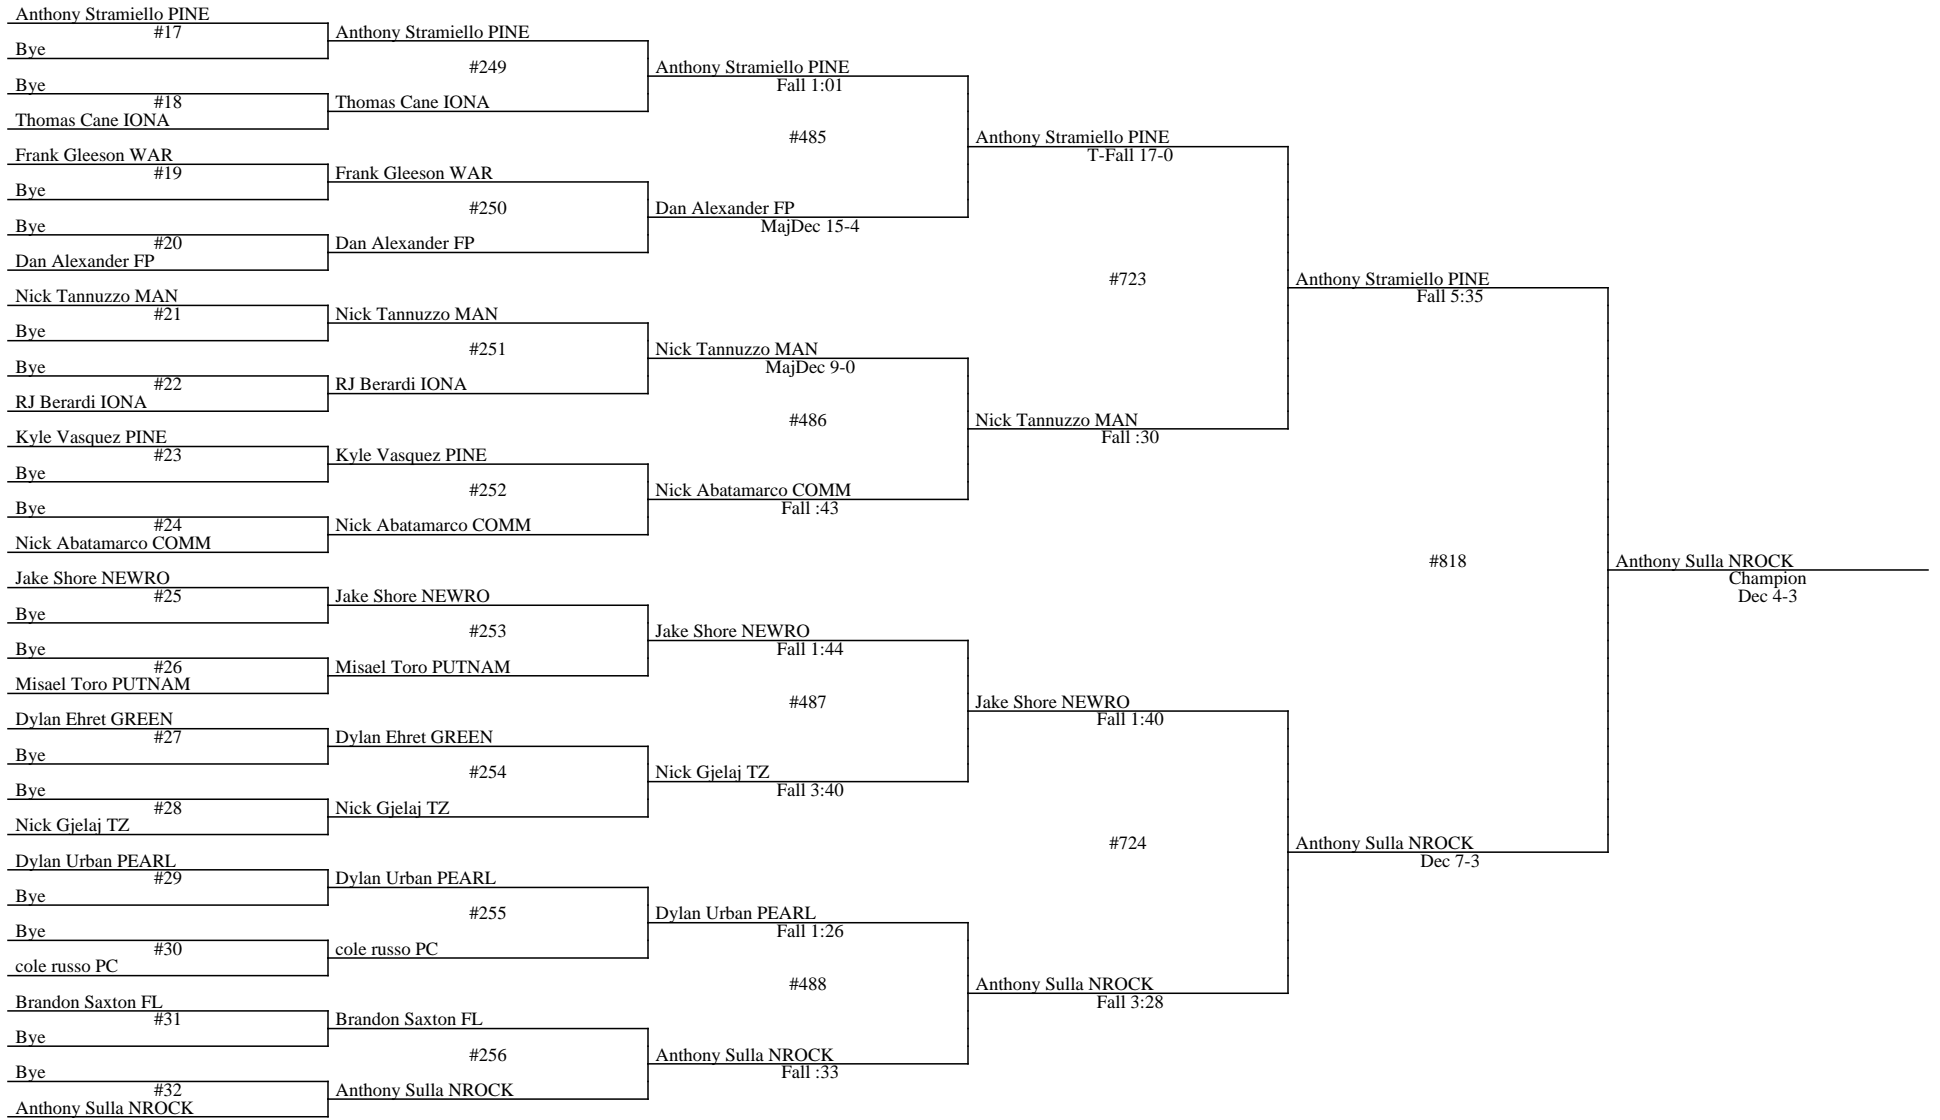 Anthony Stramiello PINE
#17
Bye
Bye
#18
Thomas Cane IONA
Frank Gleeson WAR
#19
Bye
Bye
#20
Dan Alexander FP
Nick Tannuzzo MAN
#21
Bye
Bye
#22
RJ Berardi IONA
Kyle Vasquez PINE
#23
Bye
Bye
#24
Nick Abatamarco COMM
Jake Shore NEWRO
#25
Bye
Bye
#26
Misael Toro PUTNAM
Dylan Ehret GREEN
#27
Bye
Bye
#28
Nick Gjelaj TZ
Dylan Urban PEARL
#29
Bye
Bye
#30
cole russo PC
Brandon Saxton FL
#31
Bye
Bye
#32
Anthony Sulla NROCK
Anthony Stramiello PINE
#249
Thomas Cane IONA
Frank Gleeson WAR
#250
Dan Alexander FP
Nick Tannuzzo MAN
#251
RJ Berardi IONA
Kyle Vasquez PINE
#252
Nick Abatamarco COMM
Jake Shore NEWRO
#253
Misael Toro PUTNAM
Dylan Ehret GREEN
#254
Nick Gjelaj TZ
Dylan Urban PEARL
#255
cole russo PC
Brandon Saxton FL
#256
Anthony Sulla NROCK
Anthony Stramiello PINE
Fall 1:01
#485
Dan Alexander FP
MajDec 15-4
Nick Tannuzzo MAN
MajDec 9-0
#486
Nick Abatamarco COMM
Fall :43
Jake Shore NEWRO
Fall 1:44
#487
Nick Gjelaj TZ
Fall 3:40
Dylan Urban PEARL
Fall 1:26
#488
Anthony Sulla NROCK
Fall :33
Anthony Stramiello PINE
T-Fall 17-0
#723
Nick Tannuzzo MAN
Fall :30
Jake Shore NEWRO
Fall 1:40
#724
Anthony Sulla NROCK
Fall 3:28
Anthony Stramiello PINE
Fall 5:35
#818
Anthony Sulla NROCK
Dec 7-3
Anthony Sulla NROCK
Champion
Dec 4-3